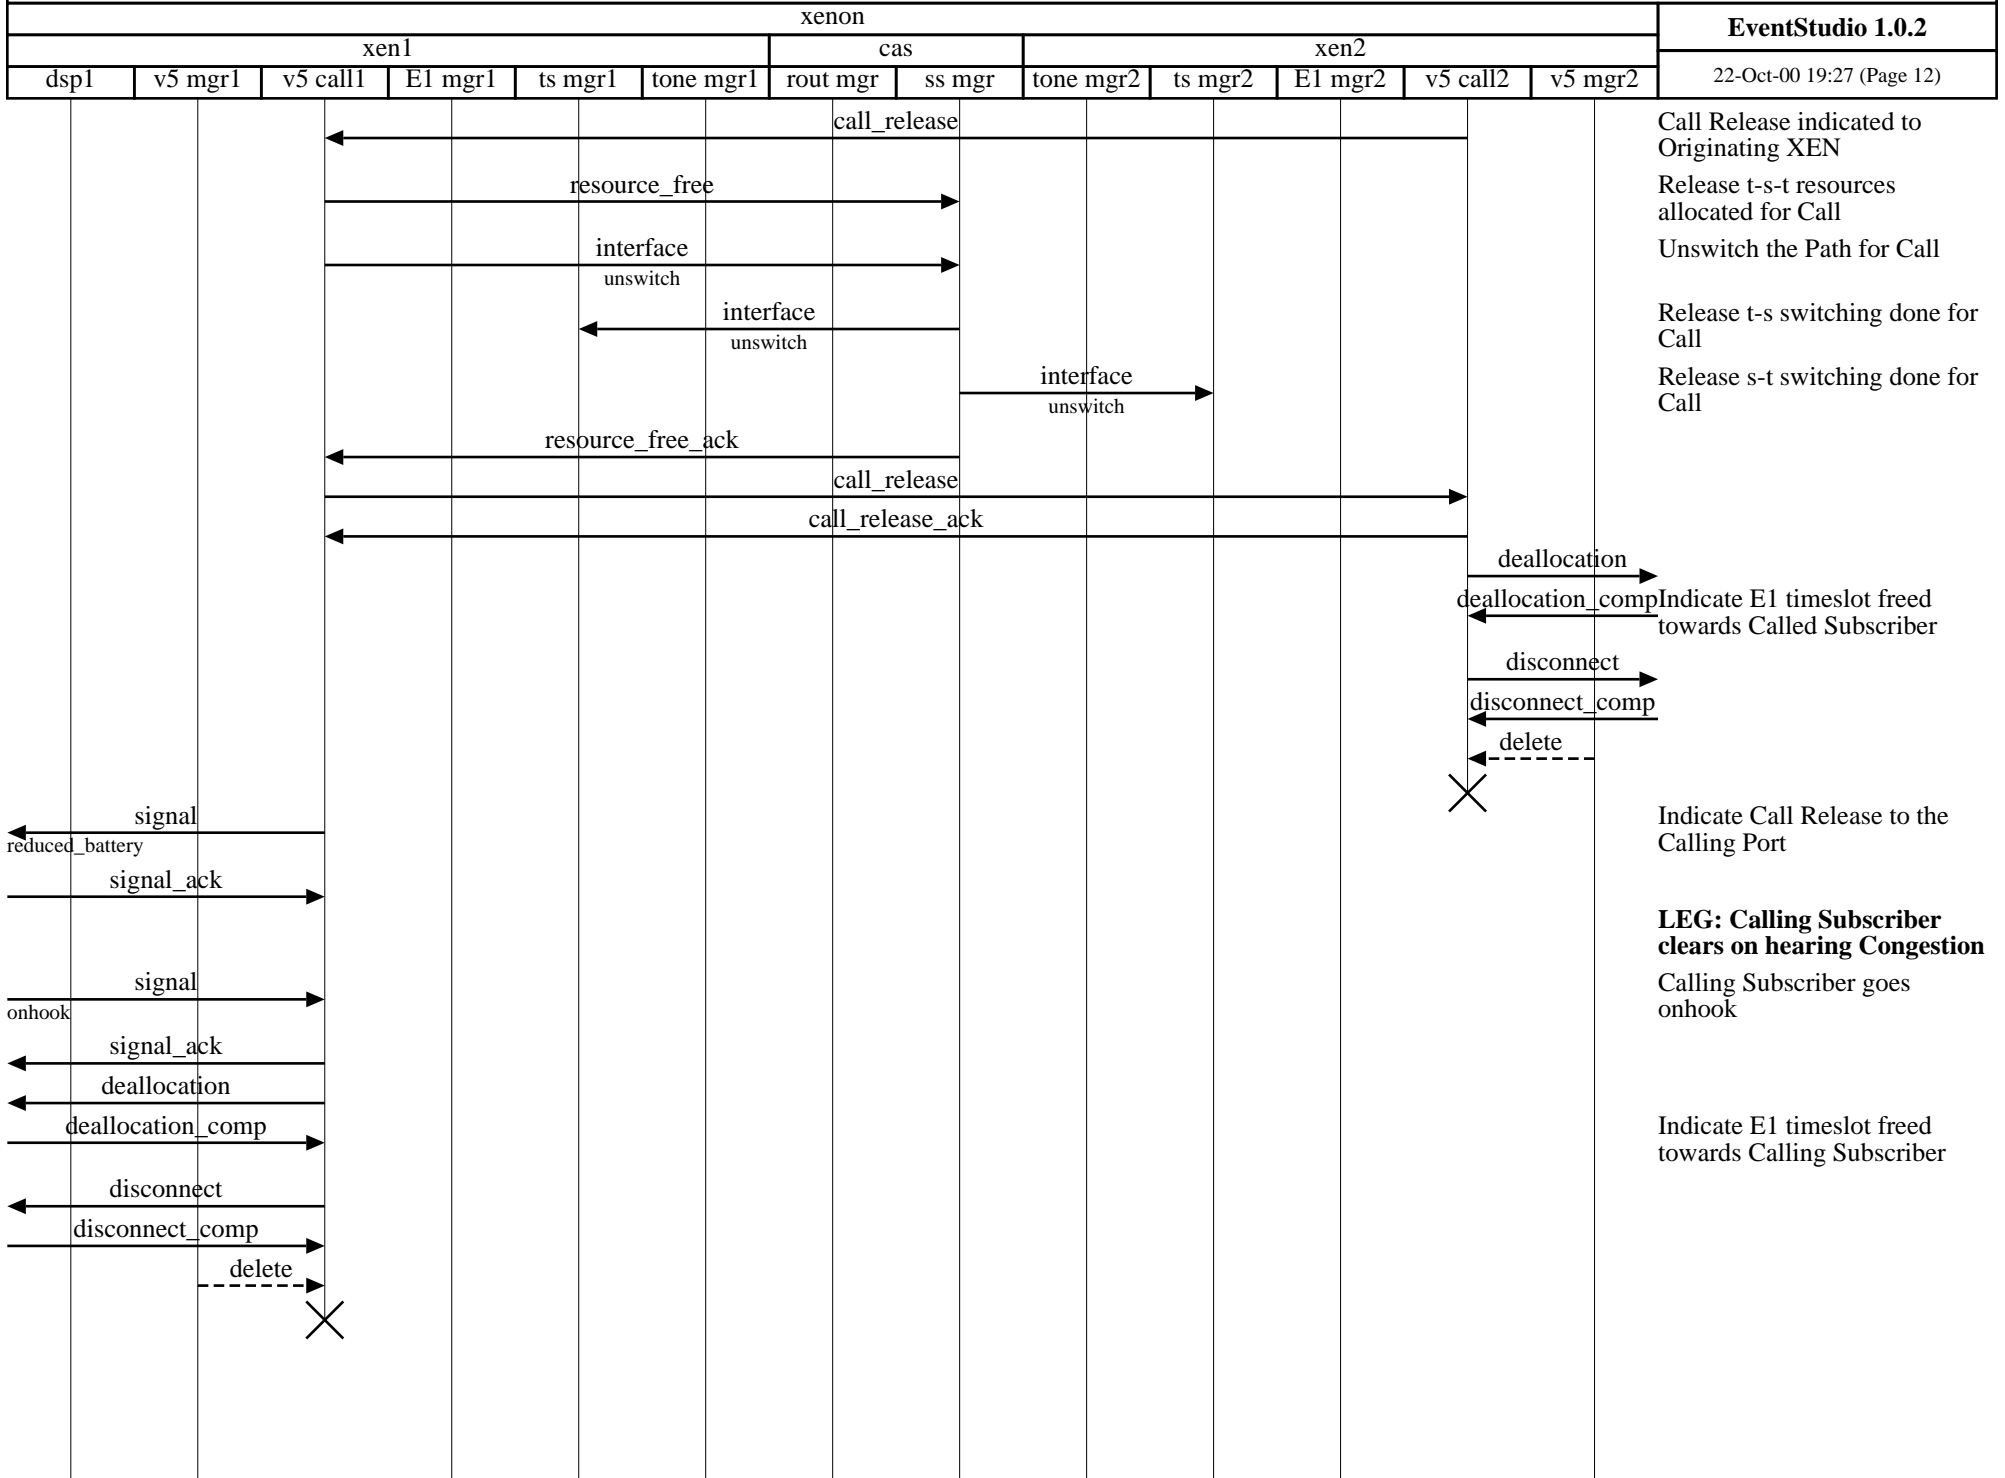 xenon
EventStudio 1.0.2
xen1
cas
xen2
22-Oct-00 19:27 (Page 12)
dsp1
v5 mgr1
v5 call1
E1 mgr1
ts mgr1
tone mgr1
rout mgr
ss mgr
tone mgr2
ts mgr2
E1 mgr2
v5 call2
v5 mgr2
call_release
Call Release indicated to
Originating XEN
resource_free
Release t-s-t resources
allocated for Call
interface
unswitch
Unswitch the Path for Call
interface
unswitch
Release t-s switching done for
Call
interface
unswitch
Release s-t switching done for
Call
resource_free_ack
call_release
call_release_ack
deallocation
deallocation_comp
Indicate E1 timeslot freed
towards Called Subscriber
disconnect
disconnect_comp
delete
signal
reduced_battery
Indicate Call Release to the
Calling Port
signal_ack
LEG: Calling Subscriber
clears on hearing Congestion
signal
onhook
Calling Subscriber goes
onhook
signal_ack
deallocation
deallocation_comp
Indicate E1 timeslot freed
towards Calling Subscriber
disconnect
disconnect_comp
delete